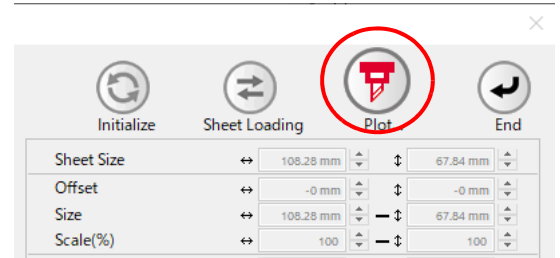 Initialize Sheet Loading Plot End
Sheet Size ↔ 108.28 mm ↕ 67.84 mm
Offset ↔ -0 mm ↕ -0 mm
Size ↔ 108.28 mm ↕ 67.84 mm
Scale(%) ↔ 100 ↕ 100